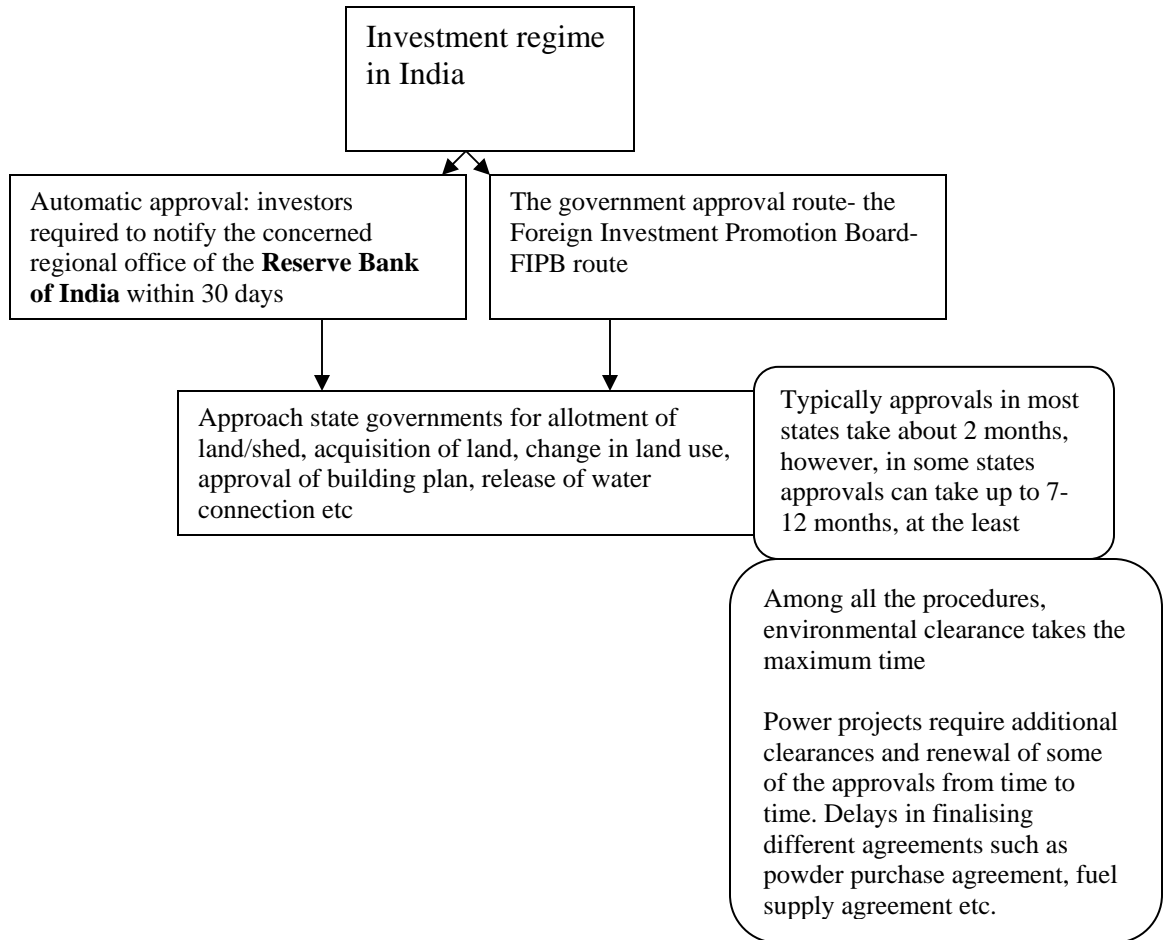 Investment regime
in India
Automatic approval: investors
required to notify the concerned
regional office of the Reserve Bank
of India within 30 days
The government approval route- the
Foreign Investment Promotion Board-
FIPB route
Approach state governments for allotment of
land/shed, acquisition of land, change in land use,
approval of building plan, release of water
connection etc
Typically approvals in most
states take about 2 months,
however, in some states
approvals can take up to 7-
12 months, at the least
Among all the procedures,
environmental clearance takes the
maximum time
Power projects require additional
clearances and renewal of some
of the approvals from time to
time. Delays in finalising
different agreements such as
powder purchase agreement, fuel
supply agreement etc.